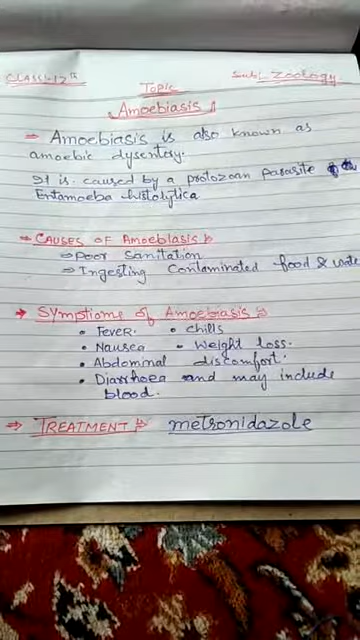 CLASS:-12th
Sub:- Zoology
Topic
Amoebiasis
⇒ Amoebiasis is also known as
amoebic dysentery.
It is caused by a protozoan parasite
Entamoeba histolytica
→ CAUSES OF AMOEBIASIS :-
⇒ Poor Sanitation
⇒ Ingesting Contaminated food & wate
→ Symptioms of Amoebiasis :-
• Fever. • chills
• Nausea • Weight loss.
• Abdominal discomfort.
• Diarrhoea and may include
blood.
⇒ TREATMENT :- metronidazole